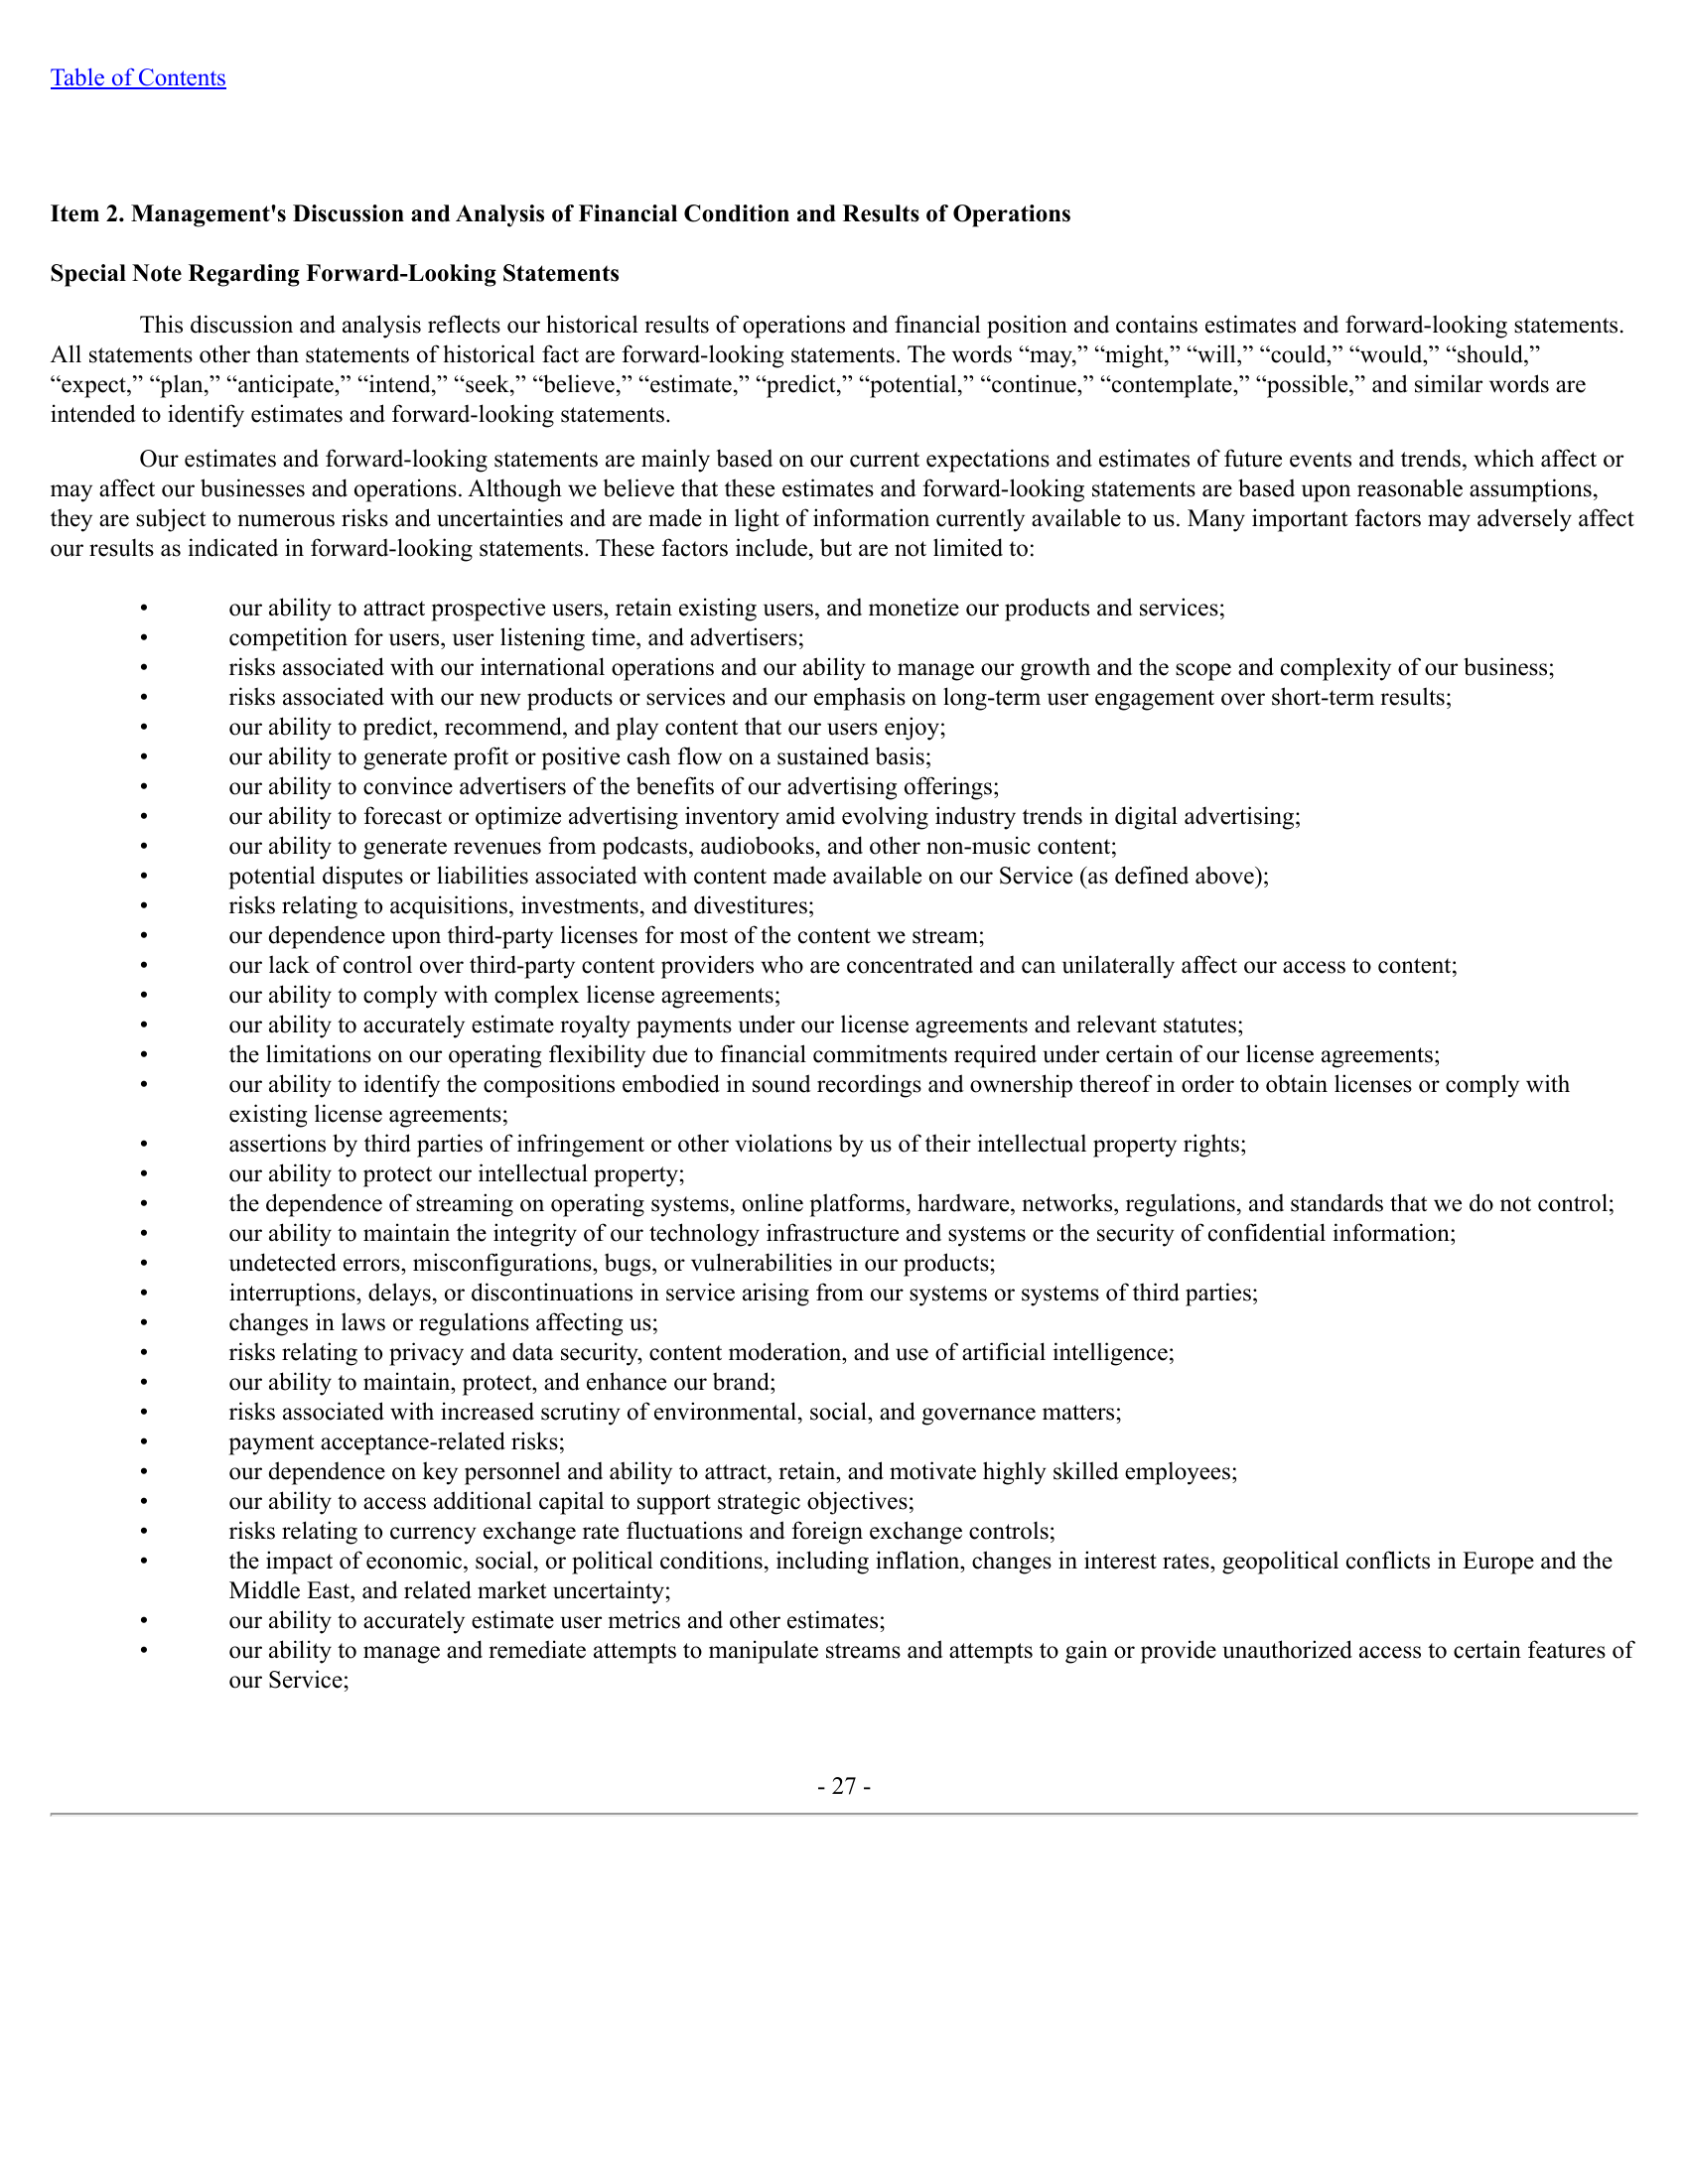 Table of Contents
Item 2. Management's Discussion and Analysis of Financial Condition and Results of Operations
Special Note Regarding Forward-Looking Statements
This discussion and analysis reflects our historical results of operations and financial position and contains estimates and forward-looking statements.
All statements other than statements of historical fact are forward-looking statements. The words “may,” “might,” “will,” “could,” “would,” “should,”
“expect,” “plan,” “anticipate,” “intend,” “seek,” “believe,” “estimate,” “predict,” “potential,” “continue,” “contemplate,” “possible,” and similar words are
intended to identify estimates and forward-looking statements.
Our estimates and forward-looking statements are mainly based on our current expectations and estimates of future events and trends, which affect or
may affect our businesses and operations. Although we believe that these estimates and forward-looking statements are based upon reasonable assumptions,
they are subject to numerous risks and uncertainties and are made in light of information currently available to us. Many important factors may adversely affect
our results as indicated in forward-looking statements. These factors include, but are not limited to:
• our ability to attract prospective users, retain existing users, and monetize our products and services;
• competition for users, user listening time, and advertisers;
• risks associated with our international operations and our ability to manage our growth and the scope and complexity of our business;
• risks associated with our new products or services and our emphasis on long-term user engagement over short-term results;
• our ability to predict, recommend, and play content that our users enjoy;
• our ability to generate profit or positive cash flow on a sustained basis;
• our ability to convince advertisers of the benefits of our advertising offerings;
• our ability to forecast or optimize advertising inventory amid evolving industry trends in digital advertising;
• our ability to generate revenues from podcasts, audiobooks, and other non-music content;
• potential disputes or liabilities associated with content made available on our Service (as defined above);
• risks relating to acquisitions, investments, and divestitures;
• our dependence upon third-party licenses for most of the content we stream;
• our lack of control over third-party content providers who are concentrated and can unilaterally affect our access to content;
• our ability to comply with complex license agreements;
• our ability to accurately estimate royalty payments under our license agreements and relevant statutes;
• the limitations on our operating flexibility due to financial commitments required under certain of our license agreements;
• our ability to identify the compositions embodied in sound recordings and ownership thereof in order to obtain licenses or comply with
existing license agreements;
• assertions by third parties of infringement or other violations by us of their intellectual property rights;
• our ability to protect our intellectual property;
• the dependence of streaming on operating systems, online platforms, hardware, networks, regulations, and standards that we do not control;
• our ability to maintain the integrity of our technology infrastructure and systems or the security of confidential information;
• undetected errors, misconfigurations, bugs, or vulnerabilities in our products;
• interruptions, delays, or discontinuations in service arising from our systems or systems of third parties;
• changes in laws or regulations affecting us;
• risks relating to privacy and data security, content moderation, and use of artificial intelligence;
• our ability to maintain, protect, and enhance our brand;
• risks associated with increased scrutiny of environmental, social, and governance matters;
• payment acceptance-related risks;
• our dependence on key personnel and ability to attract, retain, and motivate highly skilled employees;
• our ability to access additional capital to support strategic objectives;
• risks relating to currency exchange rate fluctuations and foreign exchange controls;
• the impact of economic, social, or political conditions, including inflation, changes in interest rates, geopolitical conflicts in Europe and the
Middle East, and related market uncertainty;
• our ability to accurately estimate user metrics and other estimates;
• our ability to manage and remediate attempts to manipulate streams and attempts to gain or provide unauthorized access to certain features of
our Service;
- 27 -